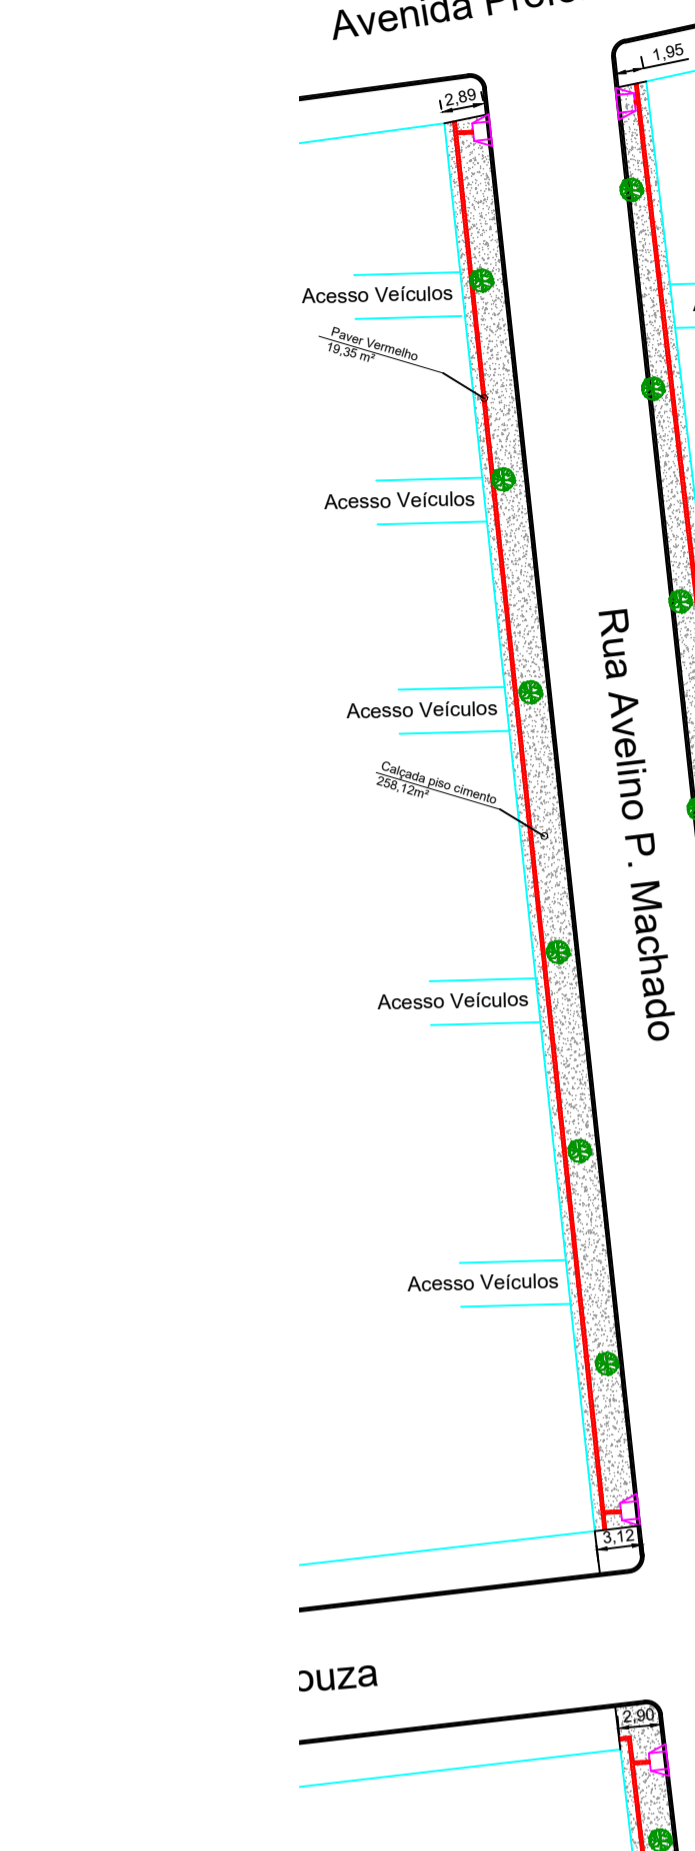 Avenida
1,95
2,89
Acesso Veículos
Paver Vermelho
19,35 m²
Acesso Veículos
Acesso Veículos
Rua Avelino P. Machado
Calçada piso cimento
258,12m²
Acesso Veículos
Acesso Veículos
3,12
ouza
2,90